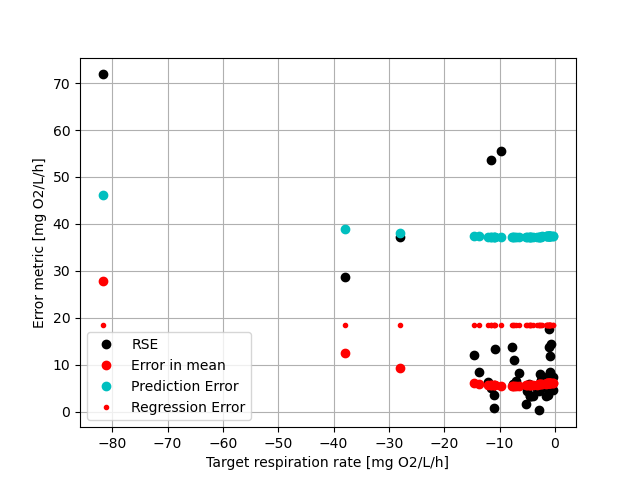 70
60
50
40
30
20
10
0
Error metric [mg O2/L/h]
RSE
Error in mean
Prediction Error
Regression Error
−80 −70 −60 −50 −40 −30 −20 −10 0
Target respiration rate [mg O2/L/h]